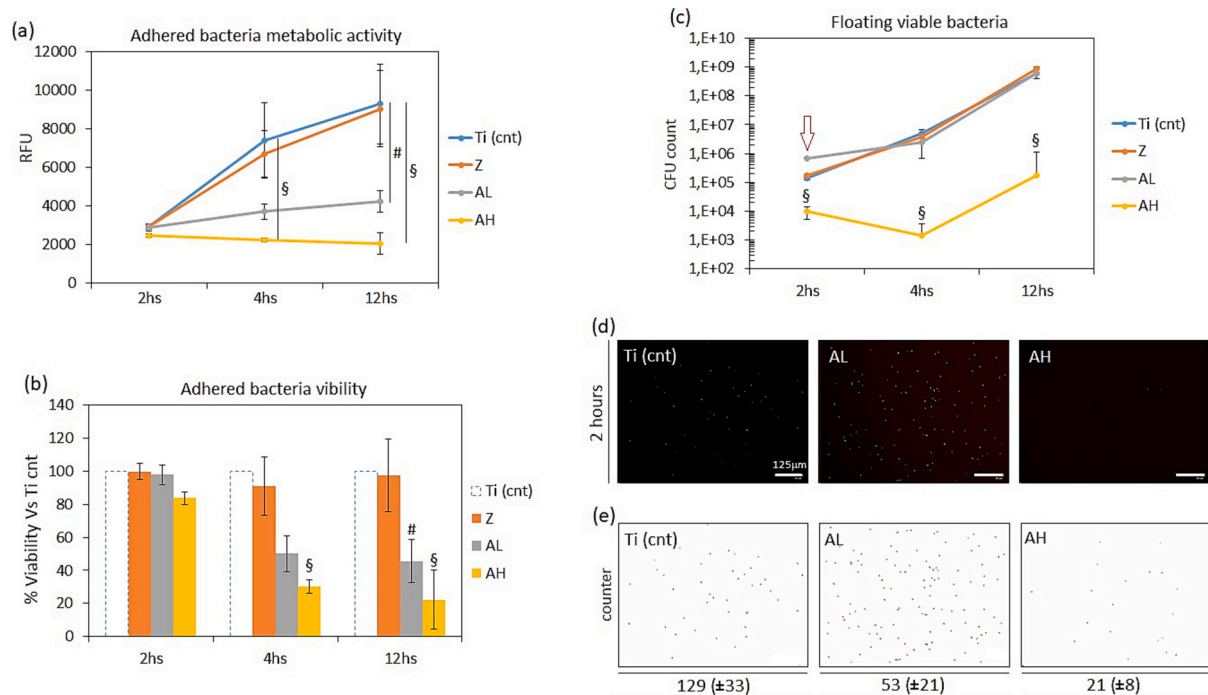 (a)
Adhered bacteria metabolic activity
12000
10000
8000
6000
4000
2000
0
RFU
2hs
4hs
12hs
§
#
§
Ti (cnt)
Z
AL
AH
(b)
Adhered bacteria vibility
140
120
100
80
60
40
20
0
% Viability Vs Ti cnt
2hs
4hs
12hs
§
#
§
Ti (cnt)
Z
AL
AH
(c)
Floating viable bacteria
1,E+10
1,E+09
1,E+08
1,E+07
1,E+06
1,E+05
1,E+04
1,E+03
1,E+02
CFU count
2hs
4hs
12hs
§
§
§
Ti (cnt)
Z
AL
AH
(d)
2 hours
Ti (cnt)
125µm
AL
AH
(e)
counter
Ti (cnt)
AL
AH
129 (±33)
53 (±21)
21 (±8)